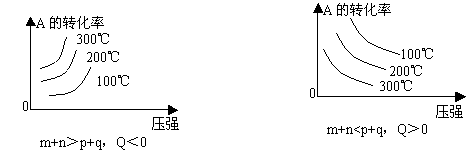 A 的转化率
300℃
200℃
100℃
0
压强
m+n＞p+q，Q＜0
A 的转化率
100℃
200℃
300℃
0
压强
m+n<p+q，Q＞0